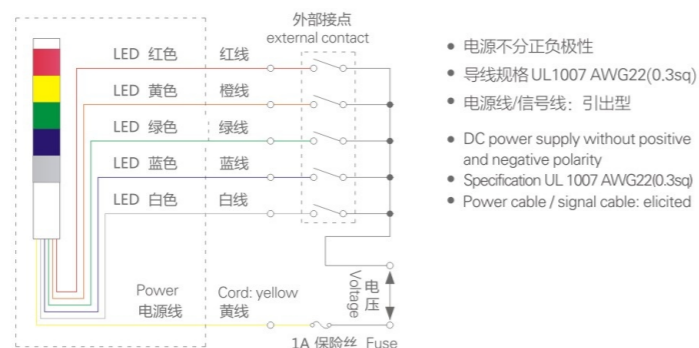 外部接点
external contact
LED 红色 红线
LED 黄色 橙线
LED 绿色 绿线
LED 蓝色 蓝线
LED 白色 白线
Power Cord: yellow
电源线 黄线
电压
Voltage
1A 保险丝 Fuse
• 电源不分正负极性
• 导线规格UL1007 AWG22(0.3sq)
• 电源线/信号线：引出型
• DC power supply without positive
and negative polarity
• Specification UL 1007 AWG22(0.3sq)
• Power cable / signal cable: elicited